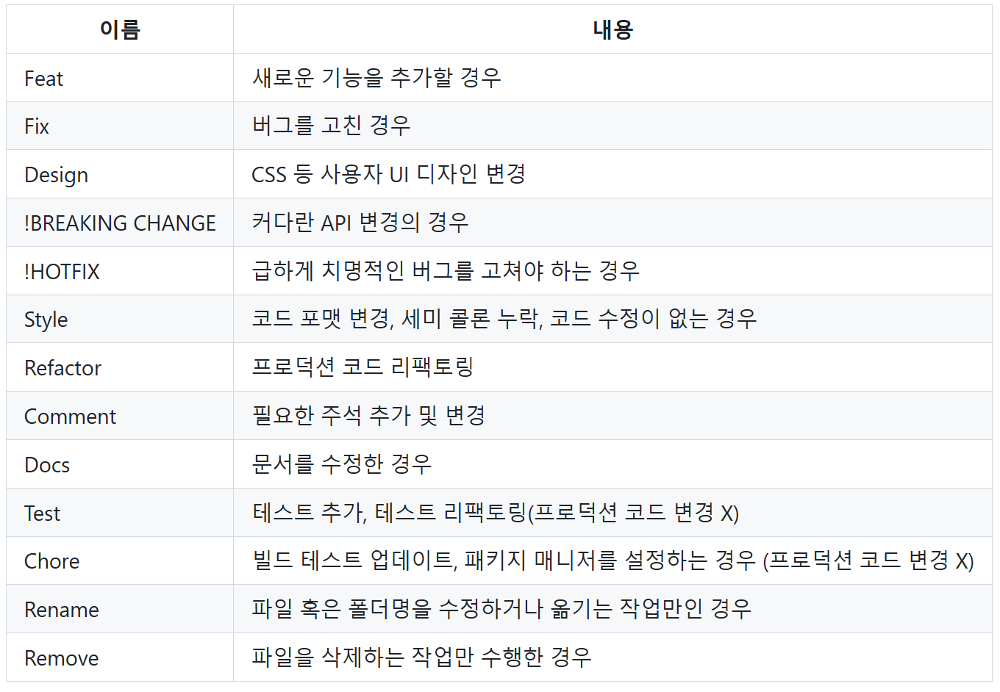 이름 내용
Feat 새로운 기능을 추가할 경우
Fix 버그를 고친 경우
Design CSS 등 사용자 UI 디자인 변경
!BREAKING CHANGE 커다란 API 변경의 경우
!HOTFIX 급하게 치명적인 버그를 고쳐야 하는 경우
Style 코드 포맷 변경, 세미 콜론 누락, 코드 수정이 없는 경우
Refactor 프로덕션 코드 리팩토링
Comment 필요한 주석 추가 및 변경
Docs 문서를 수정한 경우
Test 테스트 추가, 테스트 리팩토링(프로덕션 코드 변경 X)
Chore 빌드 테스트 업데이트, 패키지 매니저를 설정하는 경우 (프로덕션 코드 변경 X)
Rename 파일 혹은 폴더명을 수정하거나 옮기는 작업만인 경우
Remove 파일을 삭제하는 작업만 수행한 경우